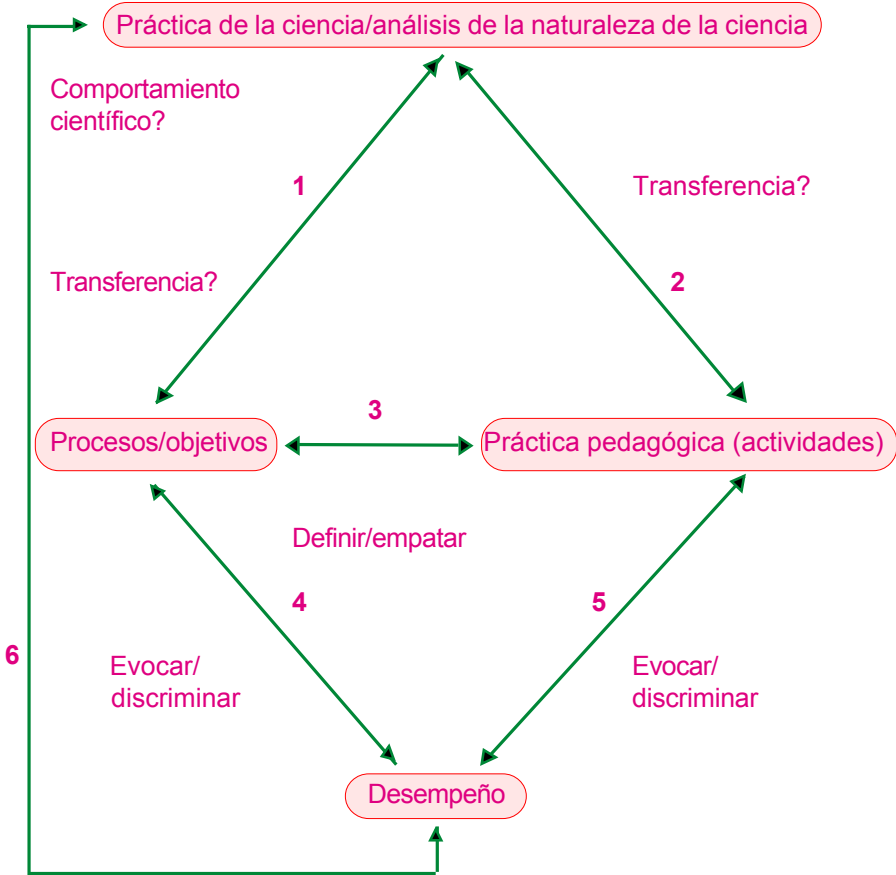 Práctica de la ciencia/análisis de la naturaleza de la ciencia
Comportamiento
científico?
1
Transferencia?
Transferencia?
2
3
Procesos/objetivos
Práctica pedagógica (actividades)
Definir/empatar
4
5
6
Evocar/
discriminar
Evocar/
discriminar
Desempeño